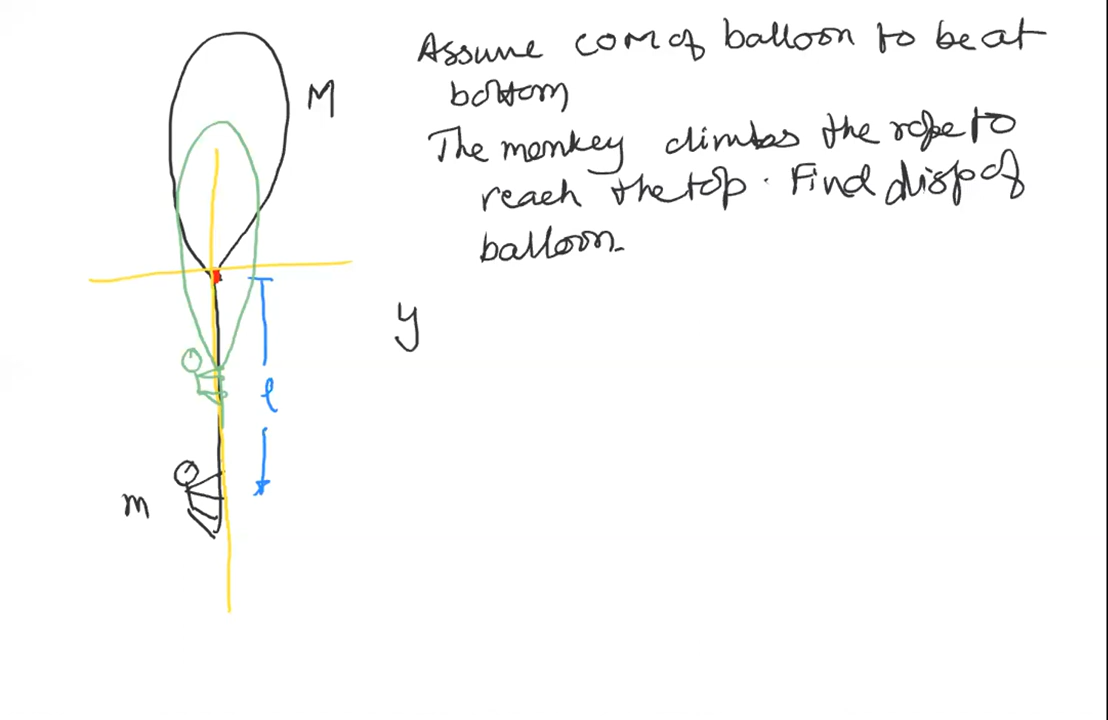 Assume COM of balloon to be at
bottom
M
The monkey climbs the rope to
reach the top. Find disp of
balloon.
y
l
m